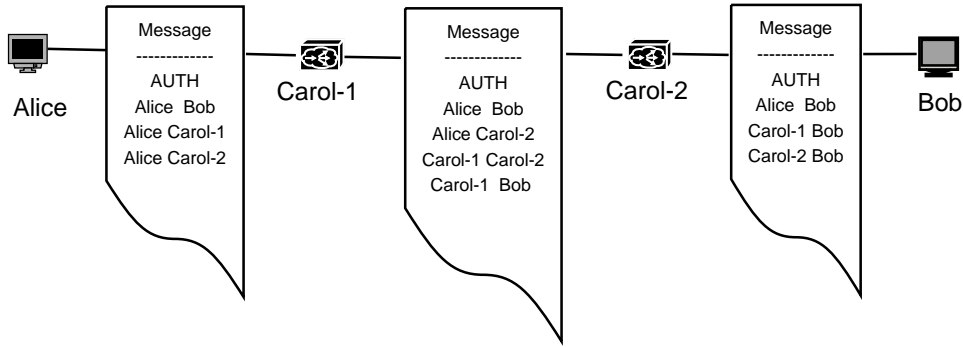 Message
-------------
AUTH
Alice Bob
Alice Carol-1
Alice Carol-2
Message
-------------
AUTH
Alice Bob
Alice Carol-2
Carol-1 Carol-2
Carol-1 Bob
Message
-------------
AUTH
Alice Bob
Carol-1 Bob
Carol-2 Bob
Alice
Carol-1
Carol-2
Bob